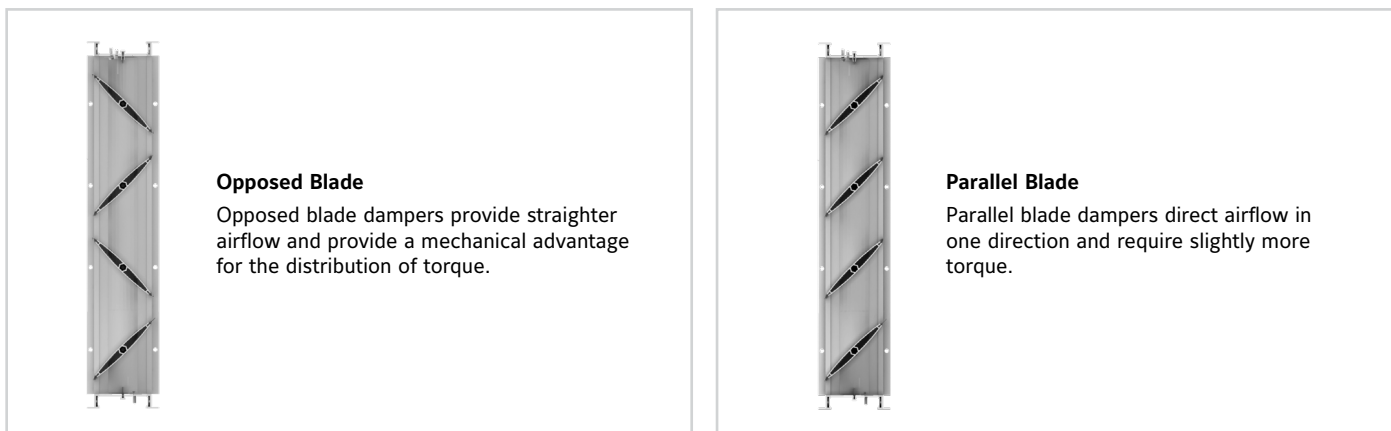 Opposed Blade
Opposed blade dampers provide straighter
airflow and provide a mechanical advantage
for the distribution of torque.
Parallel Blade
Parallel blade dampers direct airflow in
one direction and require slightly more
torque.